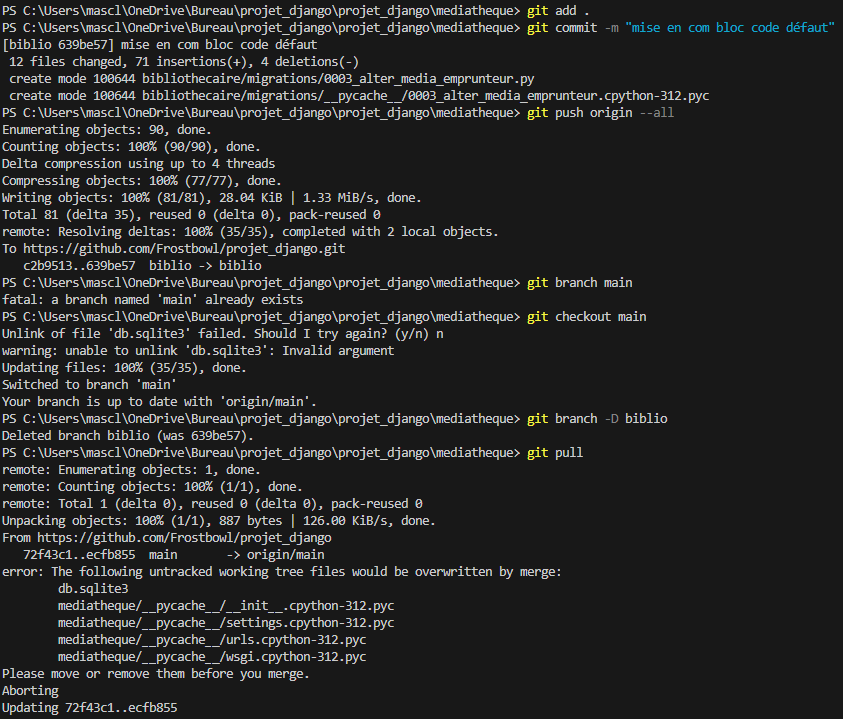 PS C:\Users\mascl\OneDrive\Bureau\projet_django\projet_django\mediatheque> git add .
PS C:\Users\mascl\OneDrive\Bureau\projet_django\projet_django\mediatheque> git commit -m "mise en com bloc code défaut"
[biblio 639be57] mise en com bloc code défaut
 12 files changed, 71 insertions(+), 4 deletions(-)
 create mode 100644 bibliothecaire/migrations/0003_alter_media_emprunteur.py
 create mode 100644 bibliothecaire/migrations/__pycache__/0003_alter_media_emprunteur.cpython-312.pyc
PS C:\Users\mascl\OneDrive\Bureau\projet_django\projet_django\mediatheque> git push origin --all
Enumerating objects: 90, done.
Counting objects: 100% (90/90), done.
Delta compression using up to 4 threads
Compressing objects: 100% (77/77), done.
Writing objects: 100% (81/81), 28.04 KiB | 1.33 MiB/s, done.
Total 81 (delta 35), reused 0 (delta 0), pack-reused 0
remote: Resolving deltas: 100% (35/35), completed with 2 local objects.
To https://github.com/Frostbowl/projet_django.git
   c2b9513..639be57  biblio -> biblio
PS C:\Users\mascl\OneDrive\Bureau\projet_django\projet_django\mediatheque> git branch main
fatal: a branch named 'main' already exists
PS C:\Users\mascl\OneDrive\Bureau\projet_django\projet_django\mediatheque> git checkout main
Unlink of file 'db.sqlite3' failed. Should I try again? (y/n) n
warning: unable to unlink 'db.sqlite3': Invalid argument
Updating files: 100% (35/35), done.
Switched to branch 'main'
Your branch is up to date with 'origin/main'.
PS C:\Users\mascl\OneDrive\Bureau\projet_django\projet_django\mediatheque> git branch -D biblio
Deleted branch biblio (was 639be57).
PS C:\Users\mascl\OneDrive\Bureau\projet_django\projet_django\mediatheque> git pull
remote: Enumerating objects: 1, done.
remote: Counting objects: 100% (1/1), done.
remote: Total 1 (delta 0), reused 0 (delta 0), pack-reused 0
Unpacking objects: 100% (1/1), 887 bytes | 126.00 KiB/s, done.
From https://github.com/Frostbowl/projet_django
   72f43c1..ecfb855  main       -> origin/main
error: The following untracked working tree files would be overwritten by merge:
        db.sqlite3
        mediatheque/__pycache__/__init__.cpython-312.pyc
        mediatheque/__pycache__/settings.cpython-312.pyc
        mediatheque/__pycache__/urls.cpython-312.pyc
        mediatheque/__pycache__/wsgi.cpython-312.pyc
Please move or remove them before you merge.
Aborting
Updating 72f43c1..ecfb855